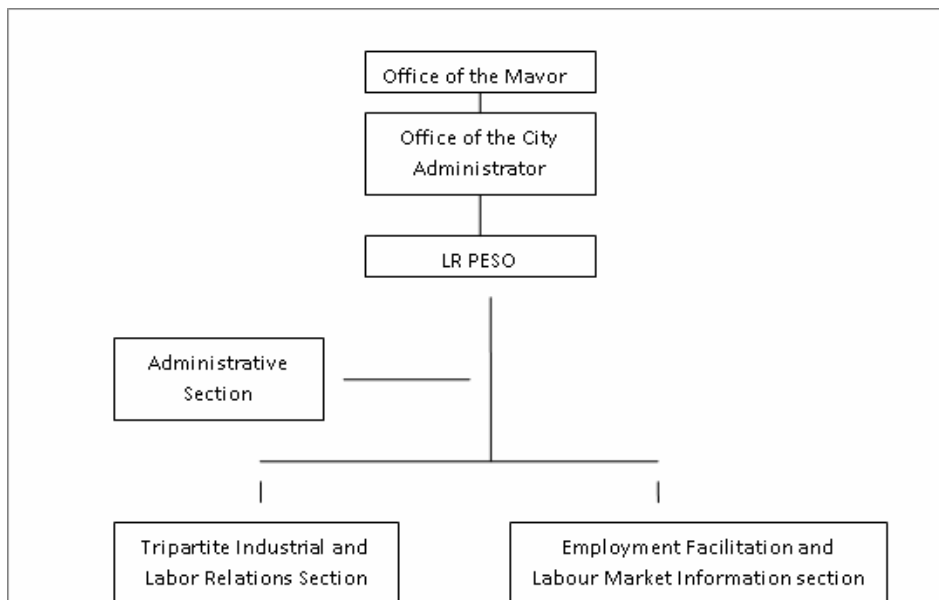 Office of the Mavor
Office of the City
Administrator
LR PESO
Administrative
Section
Tripartite Industrial and
Labor Relations Section
Employment Facilitation and
Labour Market Information section